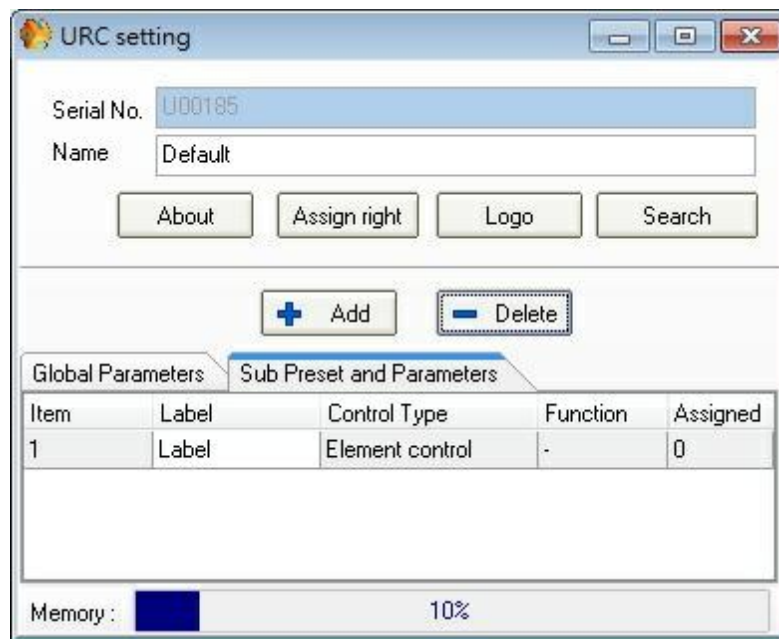 URC setting
Serial No. U00185
Name Default
About Assign right Logo Search
Add Delete
Global Parameters Sub Preset and Parameters
Item Label Control Type Function Assigned
1 Label Element control - 0
Memory : 10%